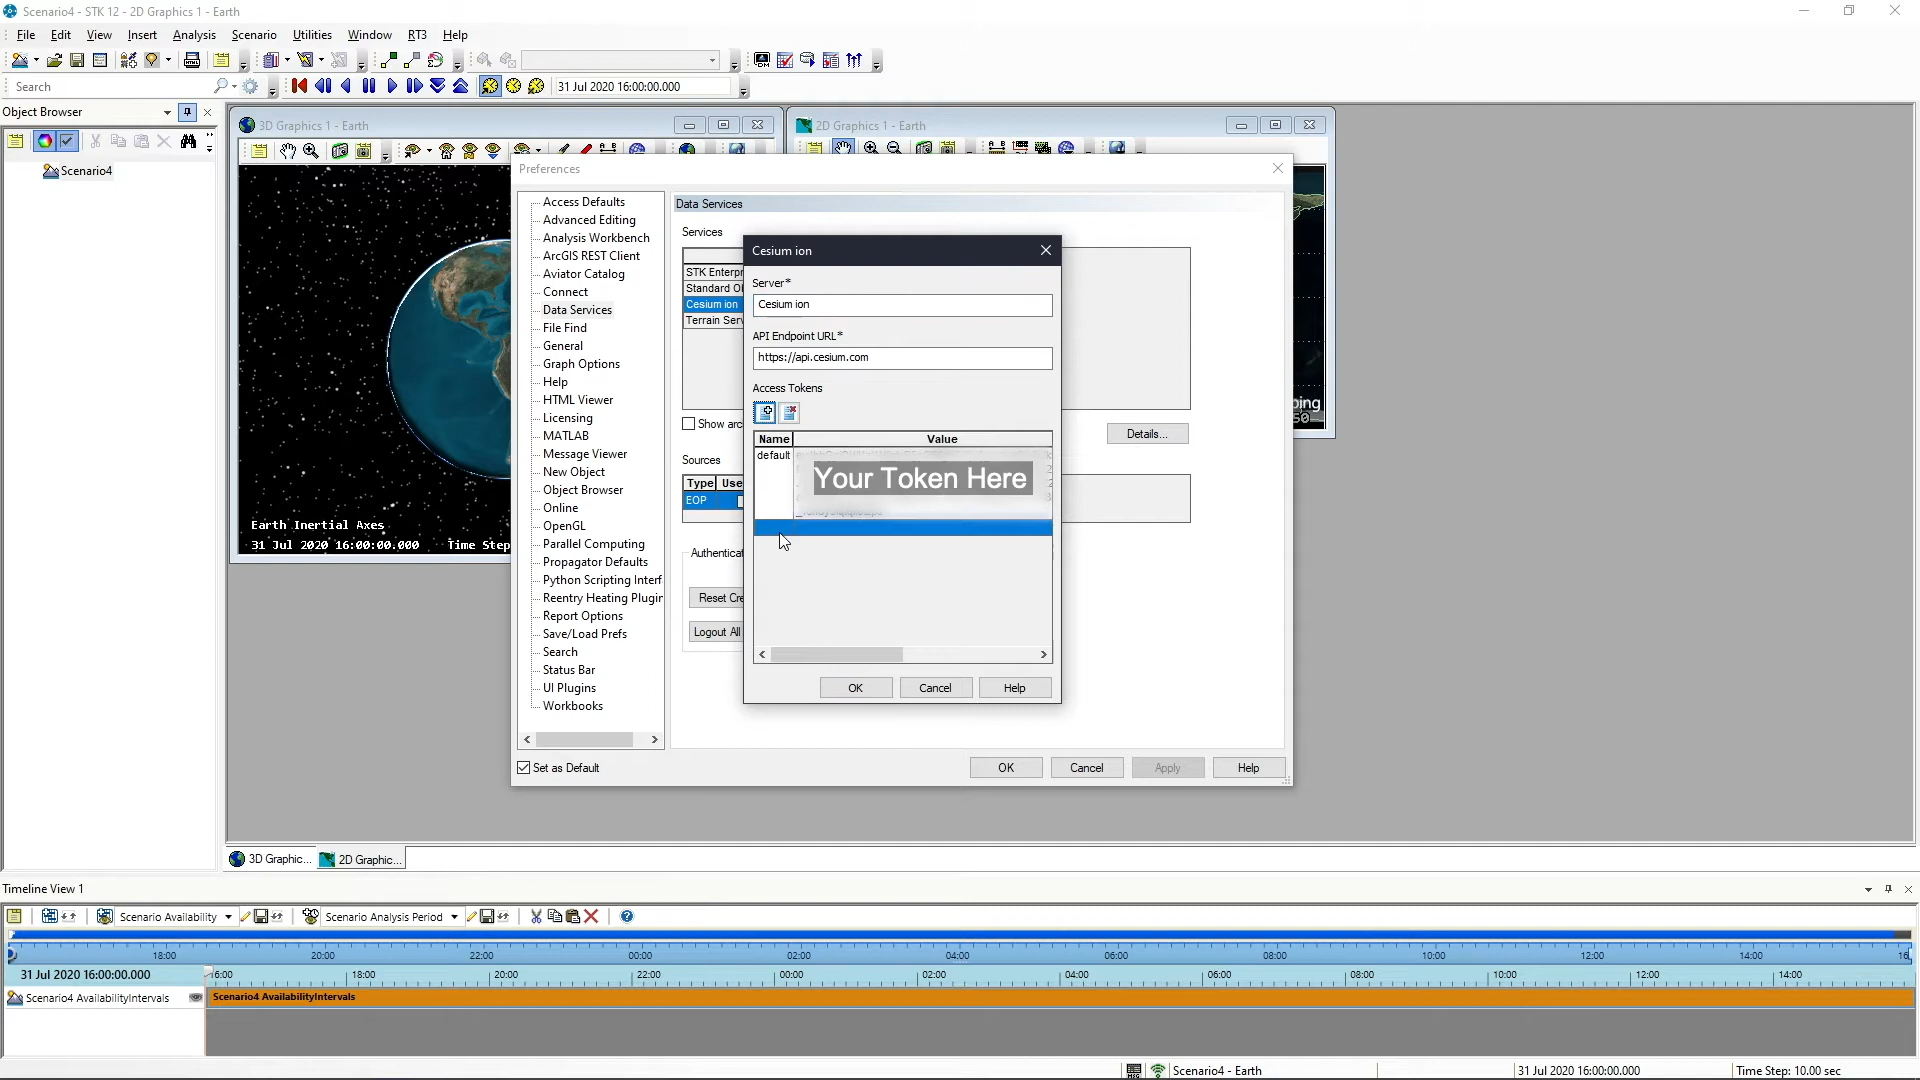 Scenario4 - STK 12 - 2D Graphics 1 - Earth
File Edit View Insert Analysis Scenario Utilities Window RT3 Help
Search
31 Jul 2020 16:00:00.000
Object Browser
Scenario4
3D Graphics 1 - Earth
2D Graphics 1 - Earth
Earth Inertial Axes
31 Jul 2020 16:00:00.000 Time Step
Preferences
Access Defaults
Advanced Editing
Analysis Workbench
ArcGIS REST Client
Aviator Catalog
Connect
Data Services
File Find
General
Graph Options
Help
HTML Viewer
Licensing
MATLAB
Message Viewer
New Object
Object Browser
Online
OpenGL
Parallel Computing
Propagator Defaults
Python Scripting Interf
Reentry Heating Plugin
Report Options
Save/Load Prefs
Search
Status Bar
UI Plugins
Workbooks
Set as Default
Data Services
Services
STK Enterpr
Standard Ob
Cesium ion
Terrain Serv
Show arc
Details...
Sources
Type Use
EOP
Authenticat
Reset Cre
Logout All
OK Cancel Apply Help
Cesium ion
Server*
Cesium ion
API Endpoint URL*
https://api.cesium.com
Access Tokens
Name Value
default
Your Token Here
OK Cancel Help
ping
3D Graphic... 2D Graphic...
Timeline View 1
Scenario Availability Scenario Analysis Period
18:00 20:00 22:00 00:00 02:00 04:00 06:00 08:00 10:00 12:00 14:00 16
31 Jul 2020 16:00:00.000 16:00 18:00 20:00 22:00 00:00 02:00 04:00 06:00 08:00 10:00 12:00 14:00
Scenario4 AvailabilityIntervals Scenario4 AvailabilityIntervals
Scenario4 - Earth 31 Jul 2020 16:00:00.000 Time Step: 10.00 sec